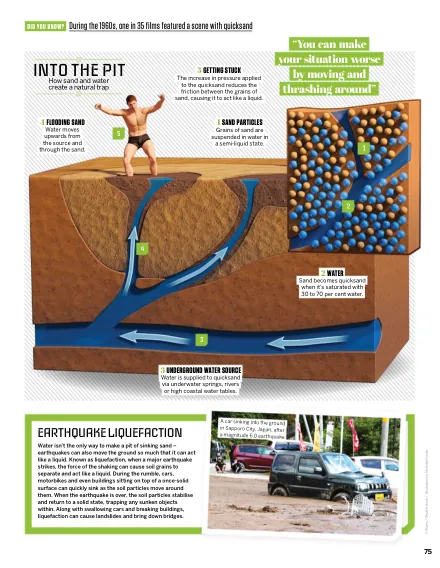 DID YOU KNOW?
During the 1960s, one in 35 films featured a scene with quicksand
INTO THE PIT
How sand and water
create a natural trap
"You can make
your situation worse
by moving and
thrashing around"
5 GETTING STUCK
The increase in pressure applied
to the quicksand reduces the
friction between the grains of
sand, causing it to act like a liquid.
4 FLOODING SAND
Water moves
upwards from
the source and
through the sand.
1 SAND PARTICLES
Grains of sand are
suspended in water in
a semi-liquid state.
5
1
2
4
3
2 WATER
Sand becomes quicksand
when it's saturated with
30 to 70 per cent water.
3 UNDERGROUND WATER SOURCE
Water is supplied to quicksand
via underwater springs, rivers
or high coastal water tables.
EARTHQUAKE LIQUEFACTION
Water isn't the only way to make a pit of sinking sand –
earthquakes can also move the ground so much that it can act
like a liquid. Known as liquefaction, when a major earthquake
strikes, the force of the shaking can cause soil grains to
separate and act like a liquid. During the rumble, cars,
motorbikes and even buildings sitting on top of a once-solid
surface can quickly sink as the soil particles move around
them. When the earthquake is over, the soil particles stabilise
and return to a solid state, trapping any sunken objects
within. Along with swallowing cars and breaking buildings,
liquefaction can cause landslides and bring down bridges.
A car sinking into the ground
in Sapporo City, Japan, after
a magnitude 6.0 earthquake
75